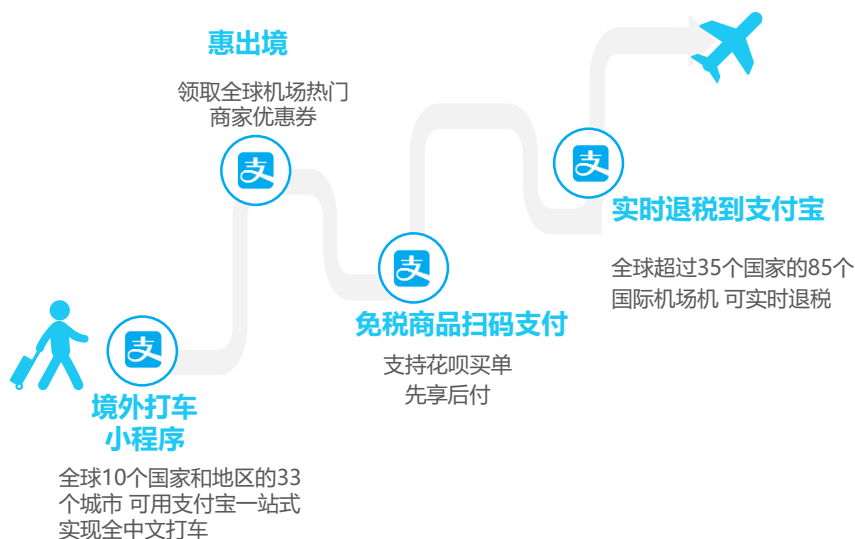 惠出境
领取全球机场热门
商家优惠券
支
支
实时退税到支付宝
全球超过35个国家的85个
国际机场机 可实时退税
支
免税商品扫码支付
支持花呗买单
先享后付
支
境外打车
小程序
全球10个国家和地区的33
个城市 可用支付宝一站式
实现全中文打车